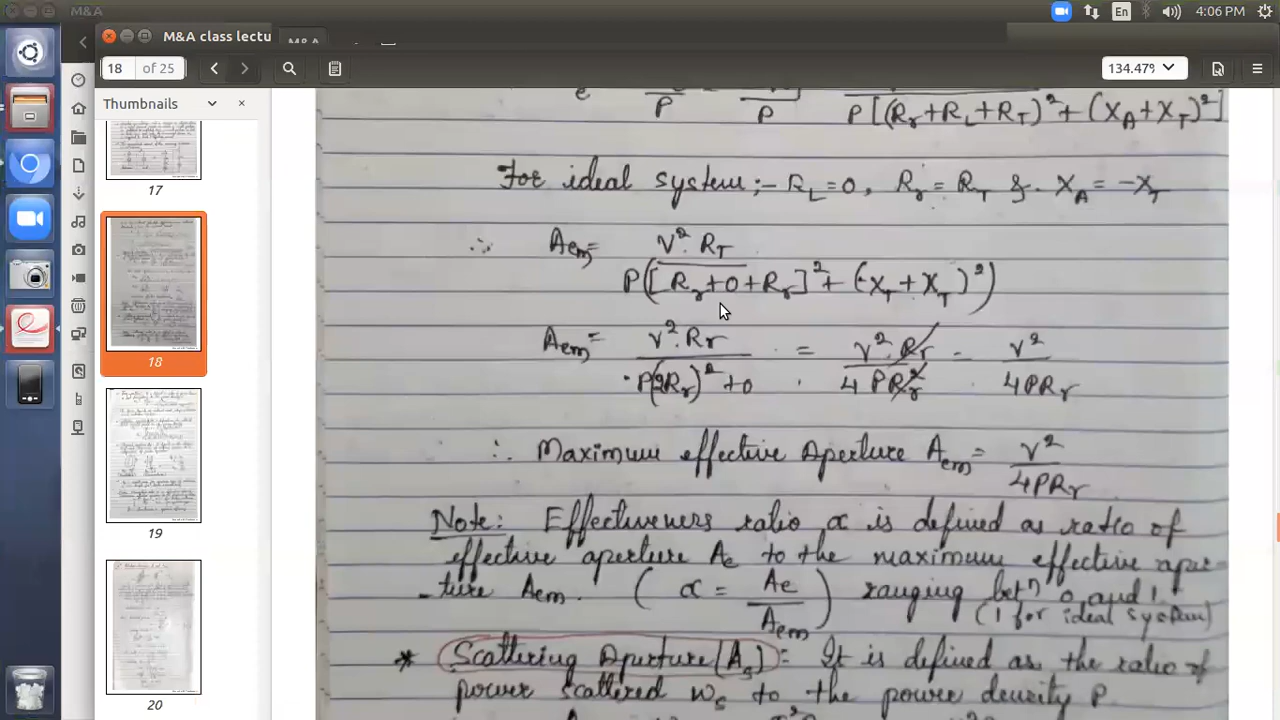 M&A
En
4:06 PM
M&A class lectu
M&A
18 of 25
134.47%
Thumbnails
17
18
19
20
P[(Rr+RL+RT)²+(XA+XT)²]
For ideal system;- RL=0, Rr=RT & XA=-XT
∴ Aem= V² RT
P([Rr+0+Rr]²+(-XT+XT)²)
Aem= V².Rr / P(2Rr)²+0 = V².Rr / 4PRr² = V² / 4PRr
∴ Maximum effective Aperture Aem= V² / 4PRr
Note: Effectiveness ratio α is defined as ratio of
effective aperture Ae to the maximum effective aper-
-ture Aem. (α = Ae / Aem) ranging betn 0 and 1.
(1 for ideal system)
* Scattering Aperture[As]= It is defined as the ratio of
power scattered ws to the power density P